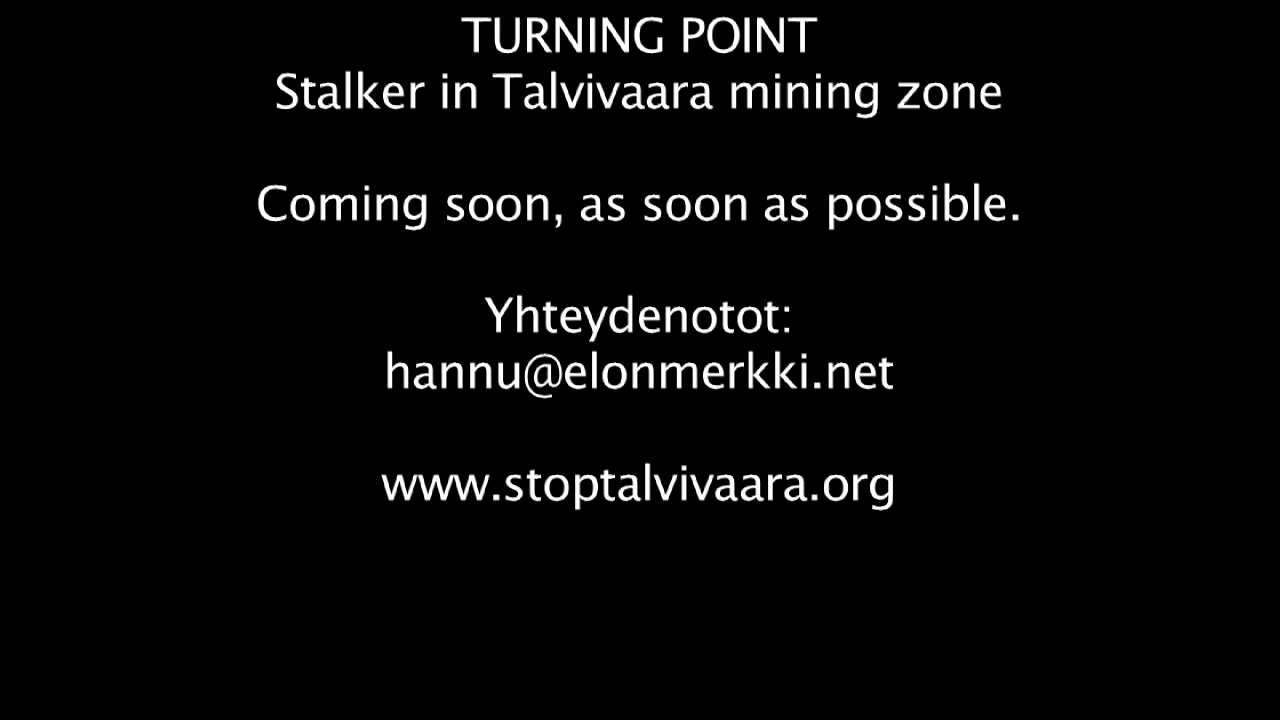 TURNING POINT
Stalker in Talvivaara mining zone
Coming soon, as soon as possible.
Yhteydenotot:
hannu@elonmerkki.net
www.stoptalvivaara.org